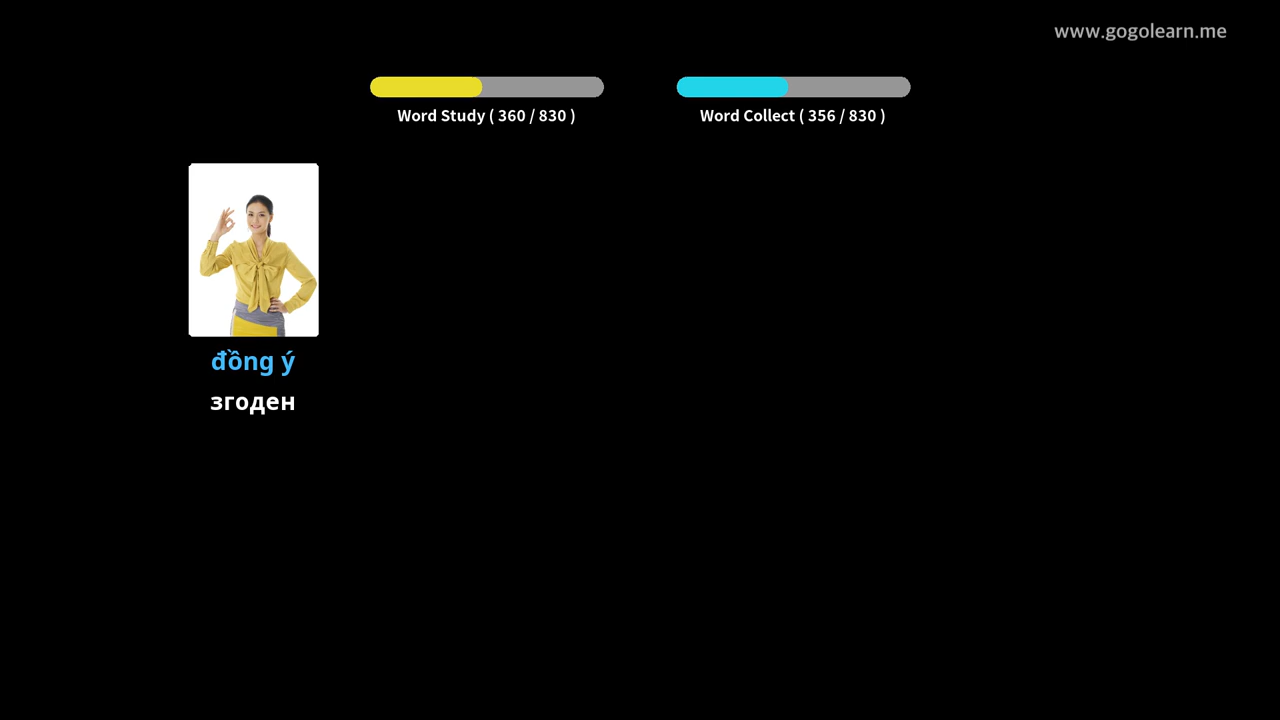 www.gogolearn.me
Word Study ( 360 / 830 )
Word Collect ( 356 / 830 )
đồng ý
згоден